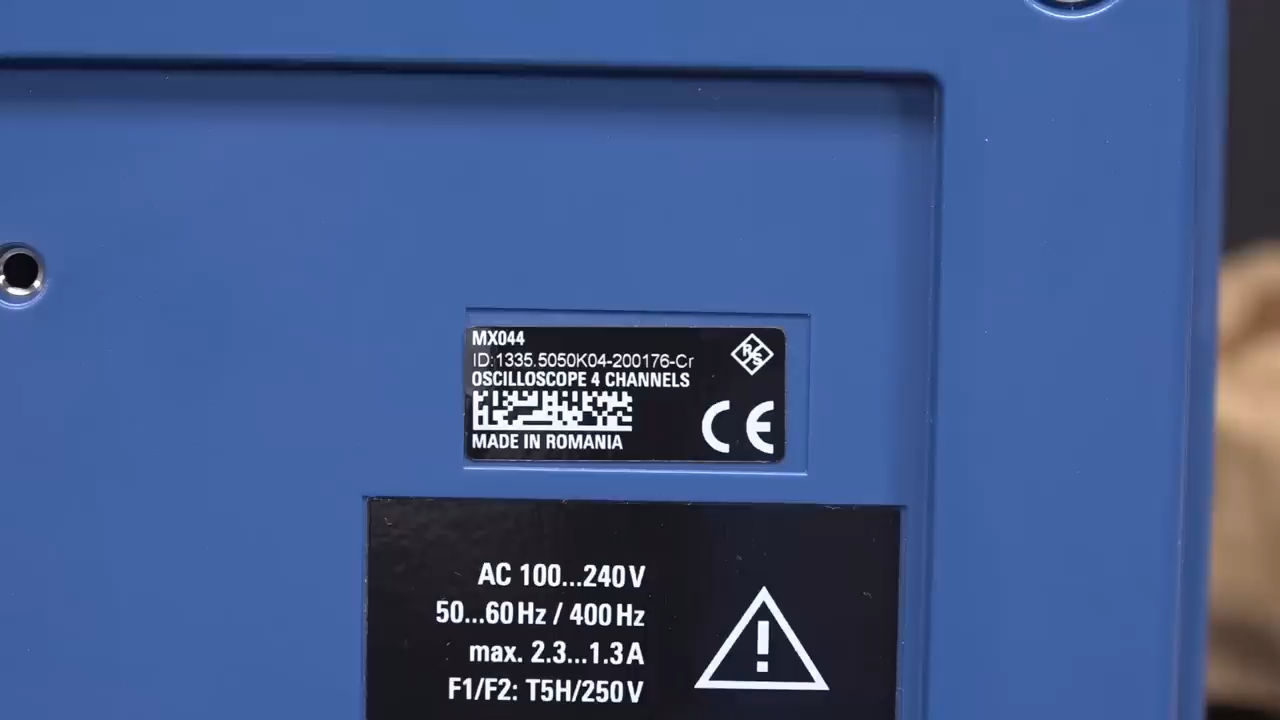 MXO44
ID:1335.5050K04-200176-Cr
OSCILLOSCOPE 4 CHANNELS
MADE IN ROMANIA
R&S
CE
AC 100...240 V
50...60 Hz / 400 Hz
max. 2.3...1.3 A
F1/F2: T5H/250 V